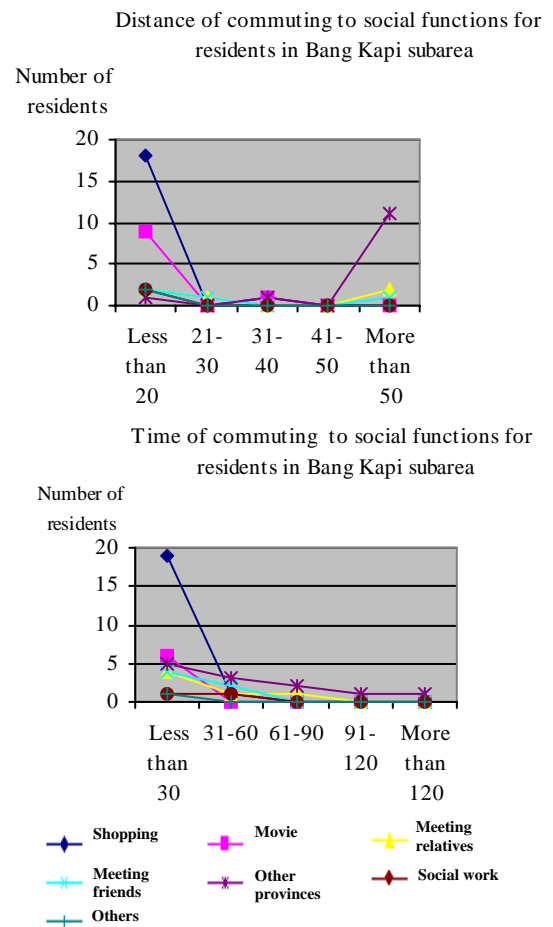 Distance of commuting to social functions for
residents in Bang Kapi subarea
Number of
residents
20
15
10
5
0
Less 21- 31- 41- More
than 30 40 50 than
20 50
Time of commuting to social functions for
residents in Bang Kapi subarea
Number of
residents
20
15
10
5
0
Less 31-60 61-90 91- More
than 120 than
30 120
Shopping Movie Meeting
relatives
Meeting Other Social work
friends provinces
Others